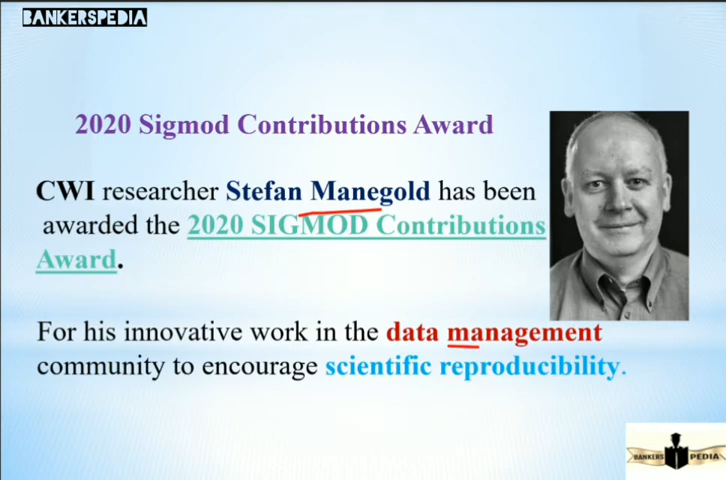 BANKERSPEDIA
2020 Sigmod Contributions Award
CWI researcher Stefan Manegold has been
awarded the 2020 SIGMOD Contributions
Award.
For his innovative work in the data management
community to encourage scientific reproducibility.
BANKERS PEDIA